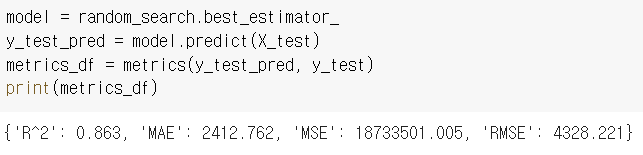 model = random_search.best_estimator_
y_test_pred = model.predict(X_test)
metrics_df = metrics(y_test_pred, y_test)
print(metrics_df)
{'R^2': 0.863, 'MAE': 2412.762, 'MSE': 18733501.005, 'RMSE': 4328.221}